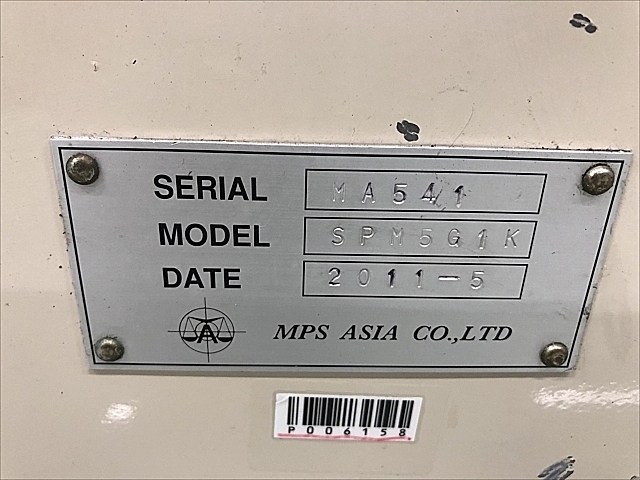 SERIAL MA541
MODEL SPM5G1K
DATE 2011-5
A MPS ASIA CO.,LTD
P006158